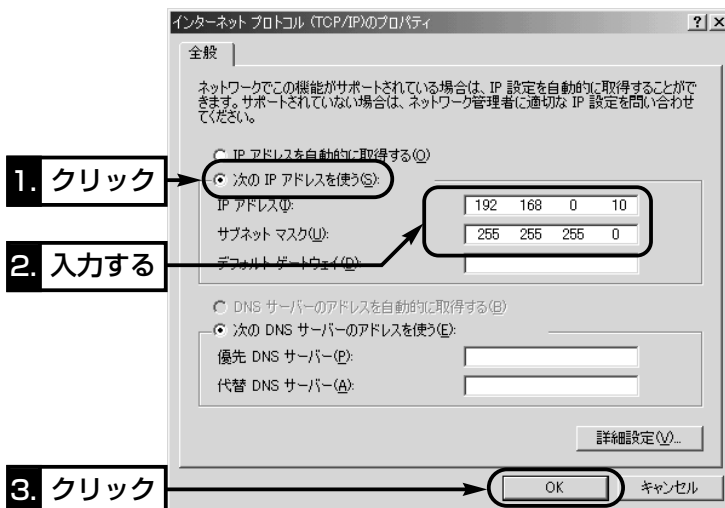 インターネット プロトコル (TCP/IP)のプロパティ
? ×
全般
ネットワークでこの機能がサポートされている場合は、IP 設定を自動的に取得することがで
きます。サポートされていない場合は、ネットワーク管理者に適切な IP 設定を問い合わせ
てください。
IP アドレスを自動的に取得する(O)
1. クリック
次の IP アドレスを使う(S):
IP アドレス(I):
192 168 0 10
サブネット マスク(U):
255 255 255 0
2. 入力する
デフォルト ゲートウェイ(D):
DNS サーバーのアドレスを自動的に取得する(B)
次の DNS サーバーのアドレスを使う(E):
優先 DNS サーバー(P):
代替 DNS サーバー(A):
詳細設定(V)...
3. クリック
OK
キャンセル